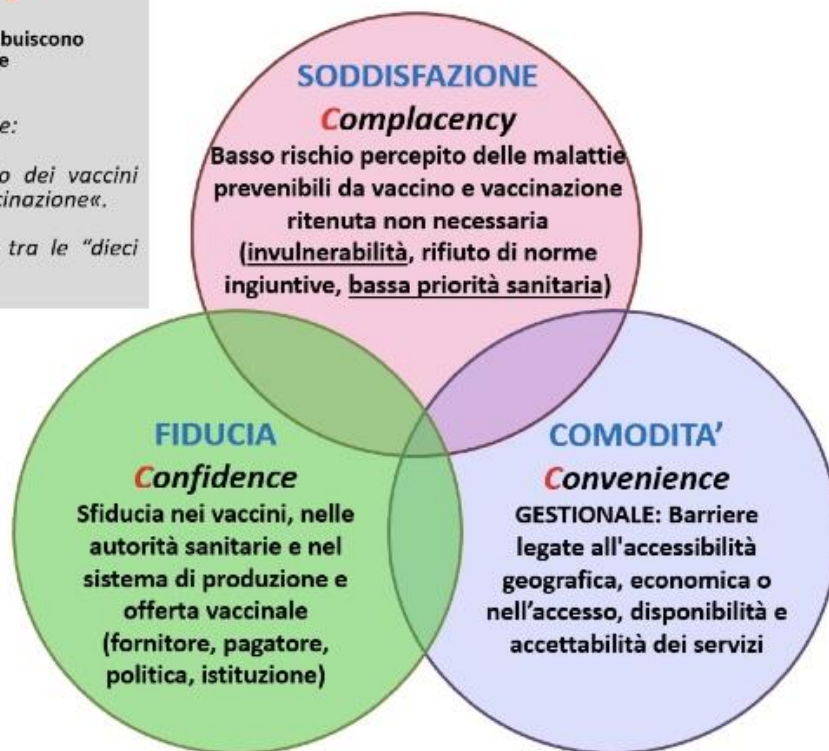 buiscono
e
e:
o dei vaccini
cinazione«.
tra le "dieci
SODDISFAZIONE
Complacency
Basso rischio percepito delle malattie
prevenibili da vaccino e vaccinazione
ritenuta non necessaria
(invulnerabilità, rifiuto di norme
ingiuntive, bassa priorità sanitaria)
FIDUCIA
Confidence
Sfiducia nei vaccini, nelle
autorità sanitarie e nel
sistema di produzione e
offerta vaccinale
(fornitore, pagatore,
politica, istituzione)
COMODITA'
Convenience
GESTIONALE: Barriere
legate all'accessibilità
geografica, economica o
nell'accesso, disponibilità e
accettabilità dei servizi